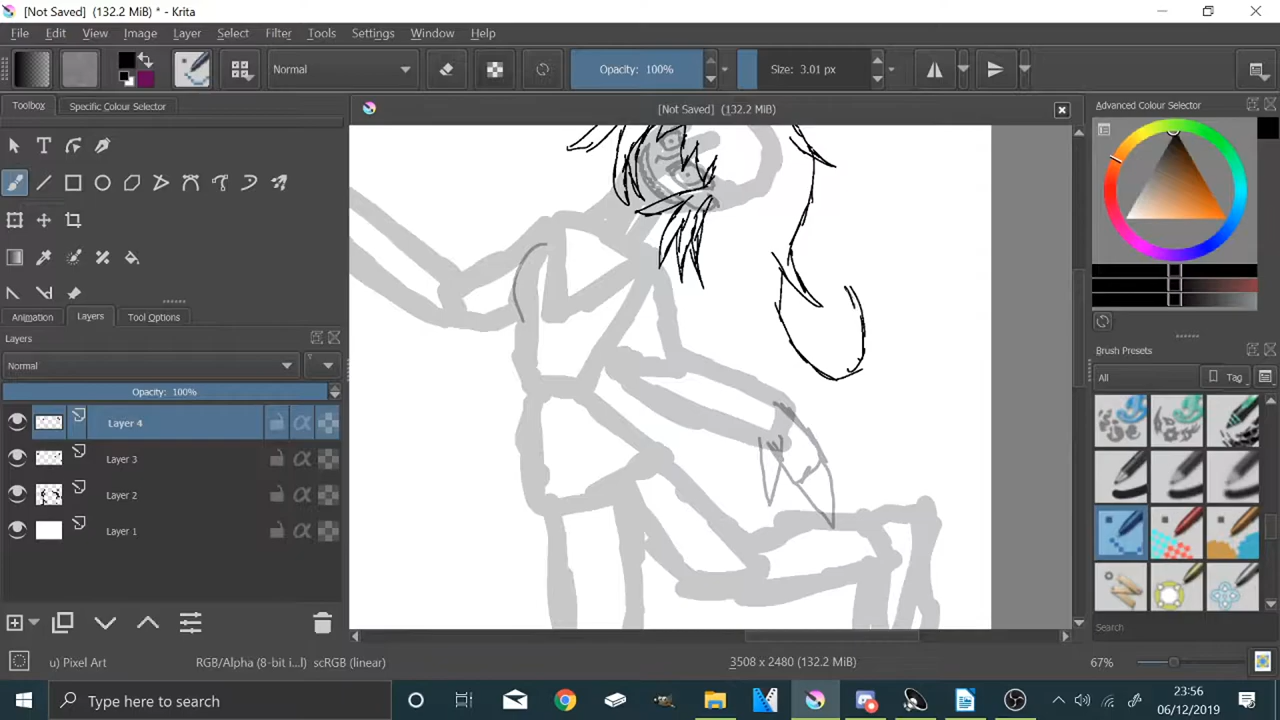 [Not Saved] (132.2 MiB) * - Krita
File Edit View Image Layer Select Filter Tools Settings Window Help
Normal
Opacity: 100%
Size: 3.01 px
Toolbox
Specific Colour Selector
[Not Saved] (132.2 MiB)
Advanced Colour Selector
Animation
Layers
Tool Options
Layers
Normal
Opacity: 100%
Layer 4
Layer 3
Layer 2
Layer 1
Brush Presets
All
Tag
Search
u) Pixel Art
RGB/Alpha (8-bit i...l) scRGB (linear)
3508 x 2480 (132.2 MiB)
67%
Type here to search
23:56
06/12/2019